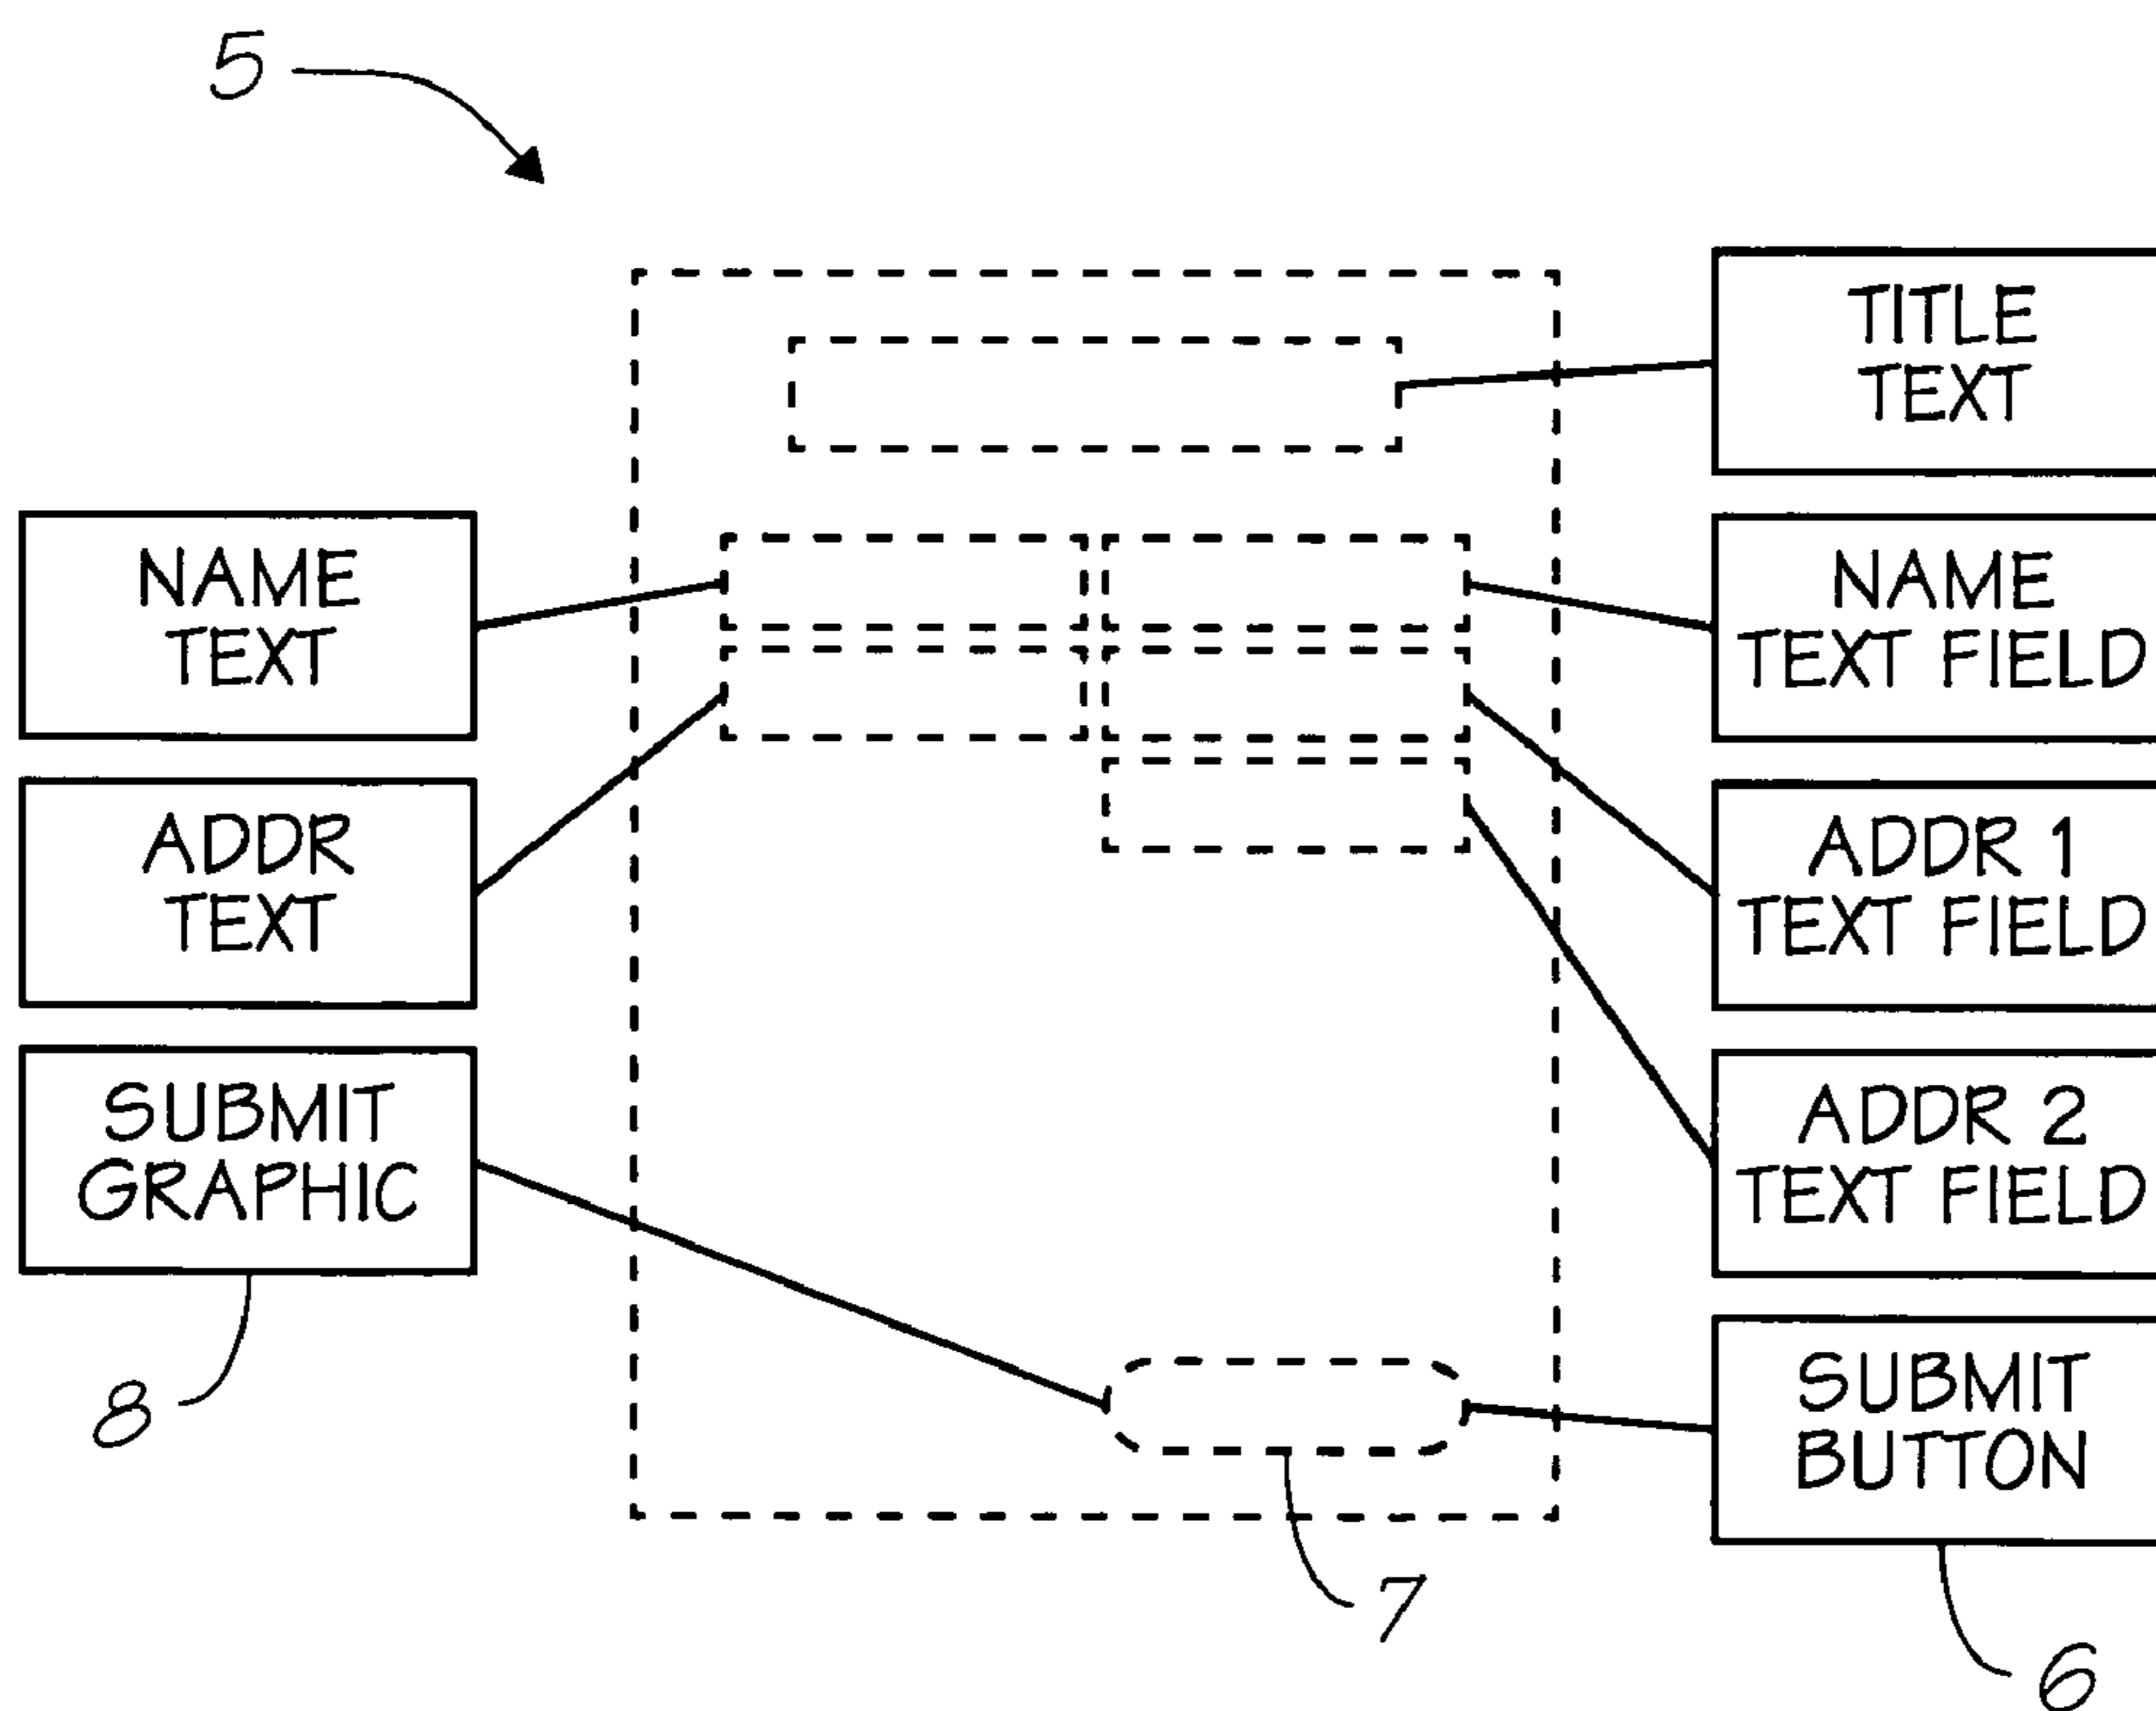 5
TITLE
TEXT
NAME
TEXT
NAME
TEXT FIELD
ADDR
TEXT
ADDR 1
TEXT FIELD
SUBMIT
GRAPHIC
ADDR 2
TEXT FIELD
SUBMIT
BUTTON
8
7
6